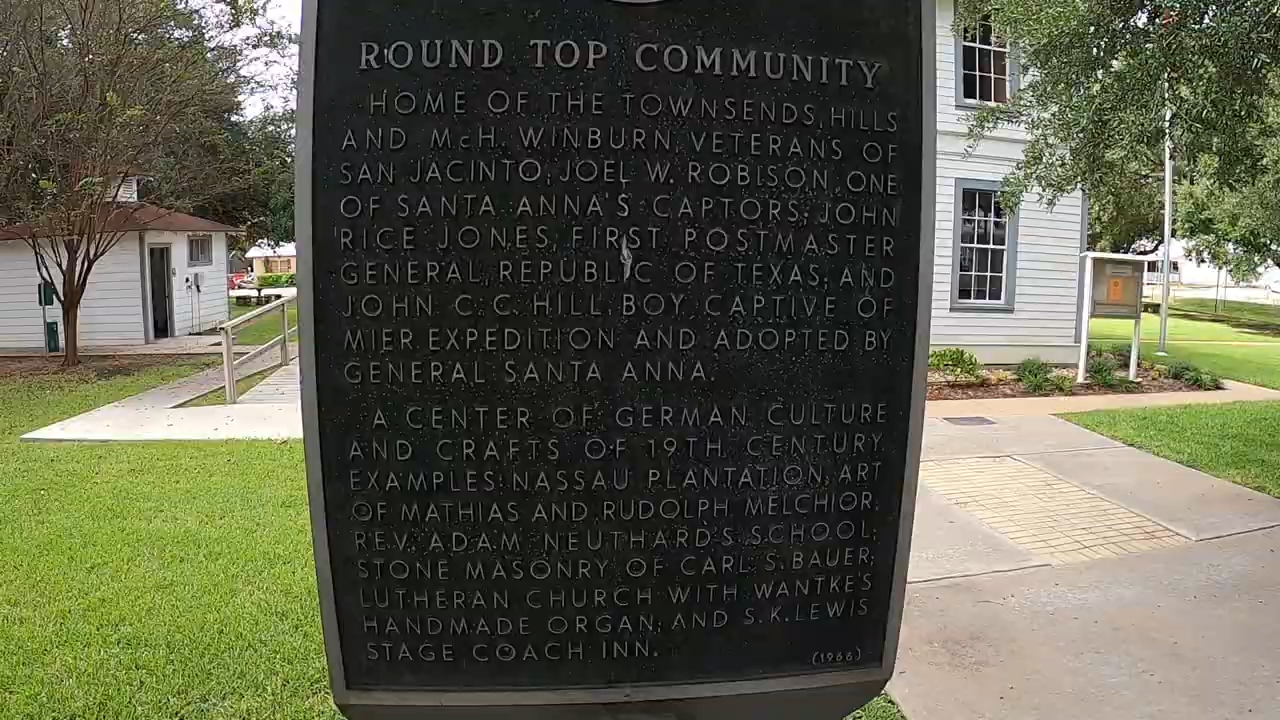 ROUND TOP COMMUNITY
HOME OF THE TOWNSENDS, HILLS
AND McH. WINBURN, VETERANS OF
SAN JACINTO; JOEL W. ROBISON, ONE
OF SANTA ANNA'S CAPTORS; JOHN
RICE JONES, FIRST POSTMASTER
GENERAL, REPUBLIC OF TEXAS; AND
JOHN C. C. HILL, BOY CAPTIVE OF
MIER EXPEDITION AND ADOPTED BY
GENERAL SANTA ANNA.
A CENTER OF GERMAN CULTURE
AND CRAFTS OF 19TH CENTURY.
EXAMPLES: NASSAU PLANTATION; ART
OF MATHIAS AND RUDOLPH MELCHIOR;
REV. ADAM NEUTHARD'S SCHOOL;
STONE MASONRY OF CARL S. BAUER;
LUTHERAN CHURCH WITH WANTKE'S
HANDMADE ORGAN; AND S.K. LEWIS
STAGE COACH INN.
(1966)